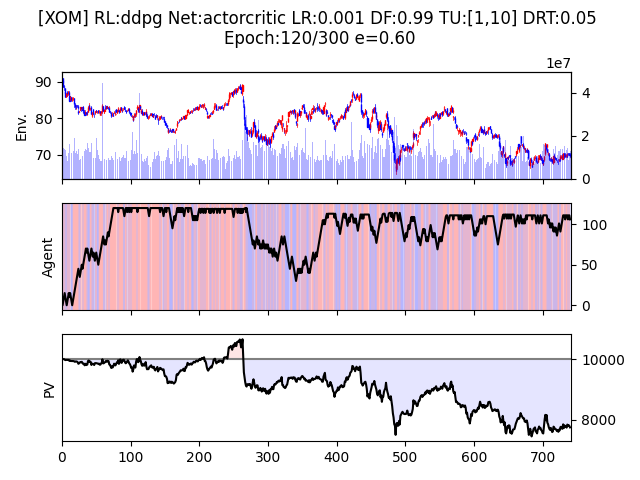 [XOM] RL:ddpg Net:actorcritic LR:0.001 DF:0.99 TU:[1,10] DRT:0.05
Epoch:120/300 e=0.60
1e7
90
80
70
Env.
4
2
0
Agent
100
50
0
PV
10000
8000
0 100 200 300 400 500 600 700